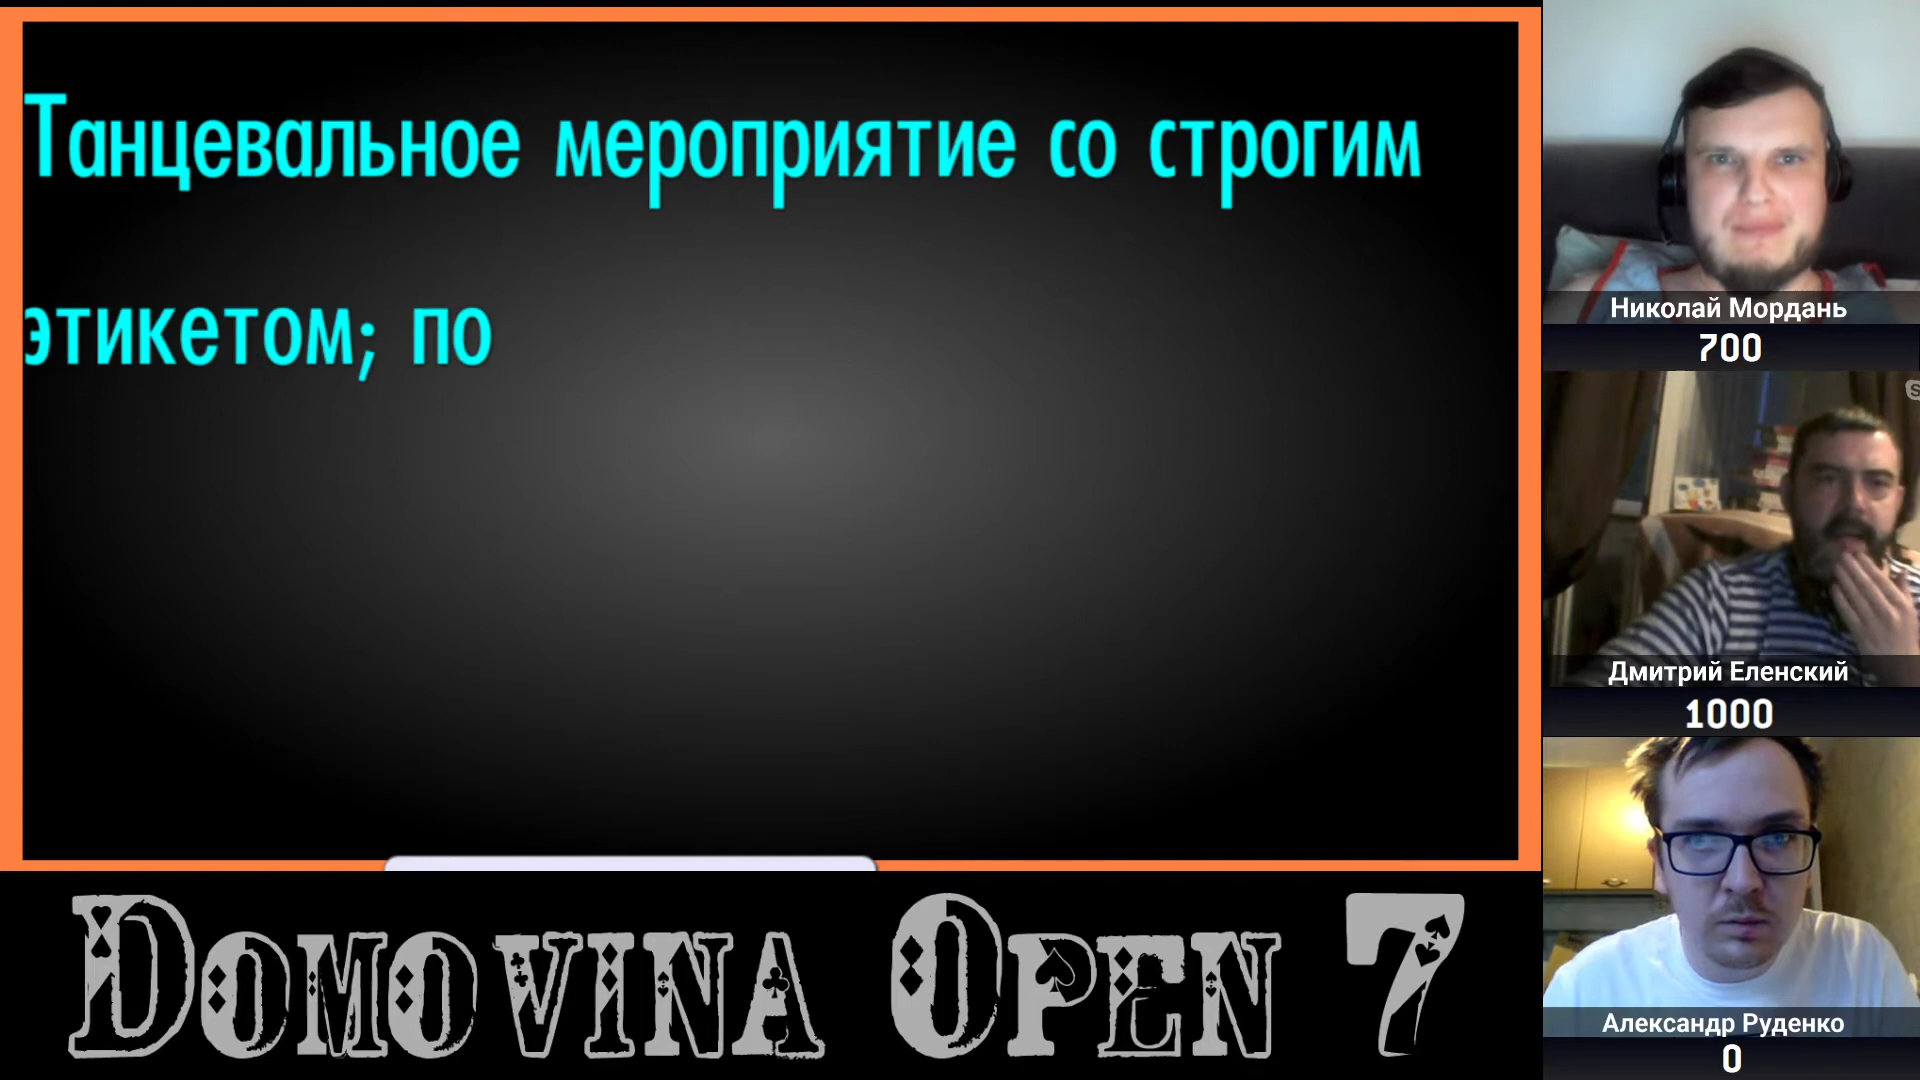 Танцевальное мероприятие со строгим
этикетом; по
Николай Мордань
700
Дмитрий Еленский
1000
Александр Руденко
0
Domovina Open 7